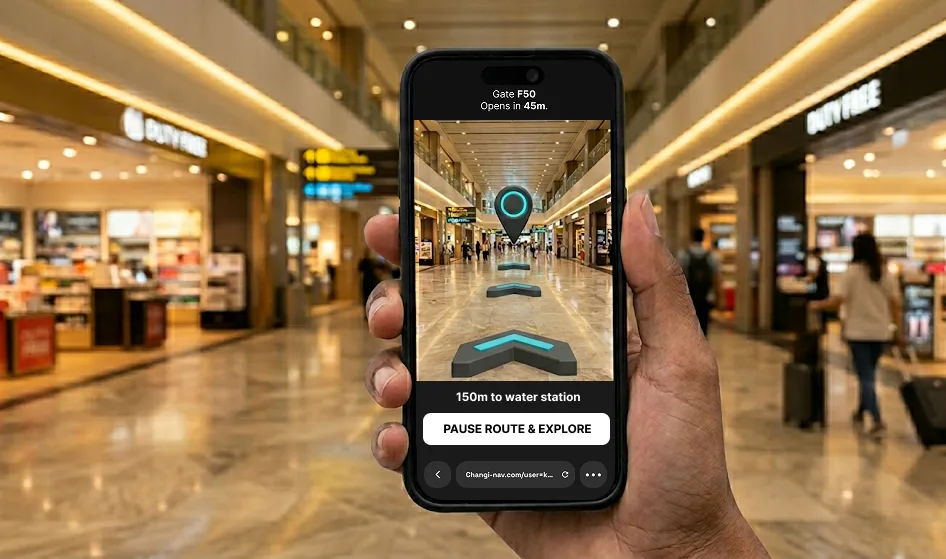 DUTY FREE
DUTY FREE
Gate F50
Opens in 45m.
150m to water station
PAUSE ROUTE & EXPLORE
Changi-nav.com/user=k...